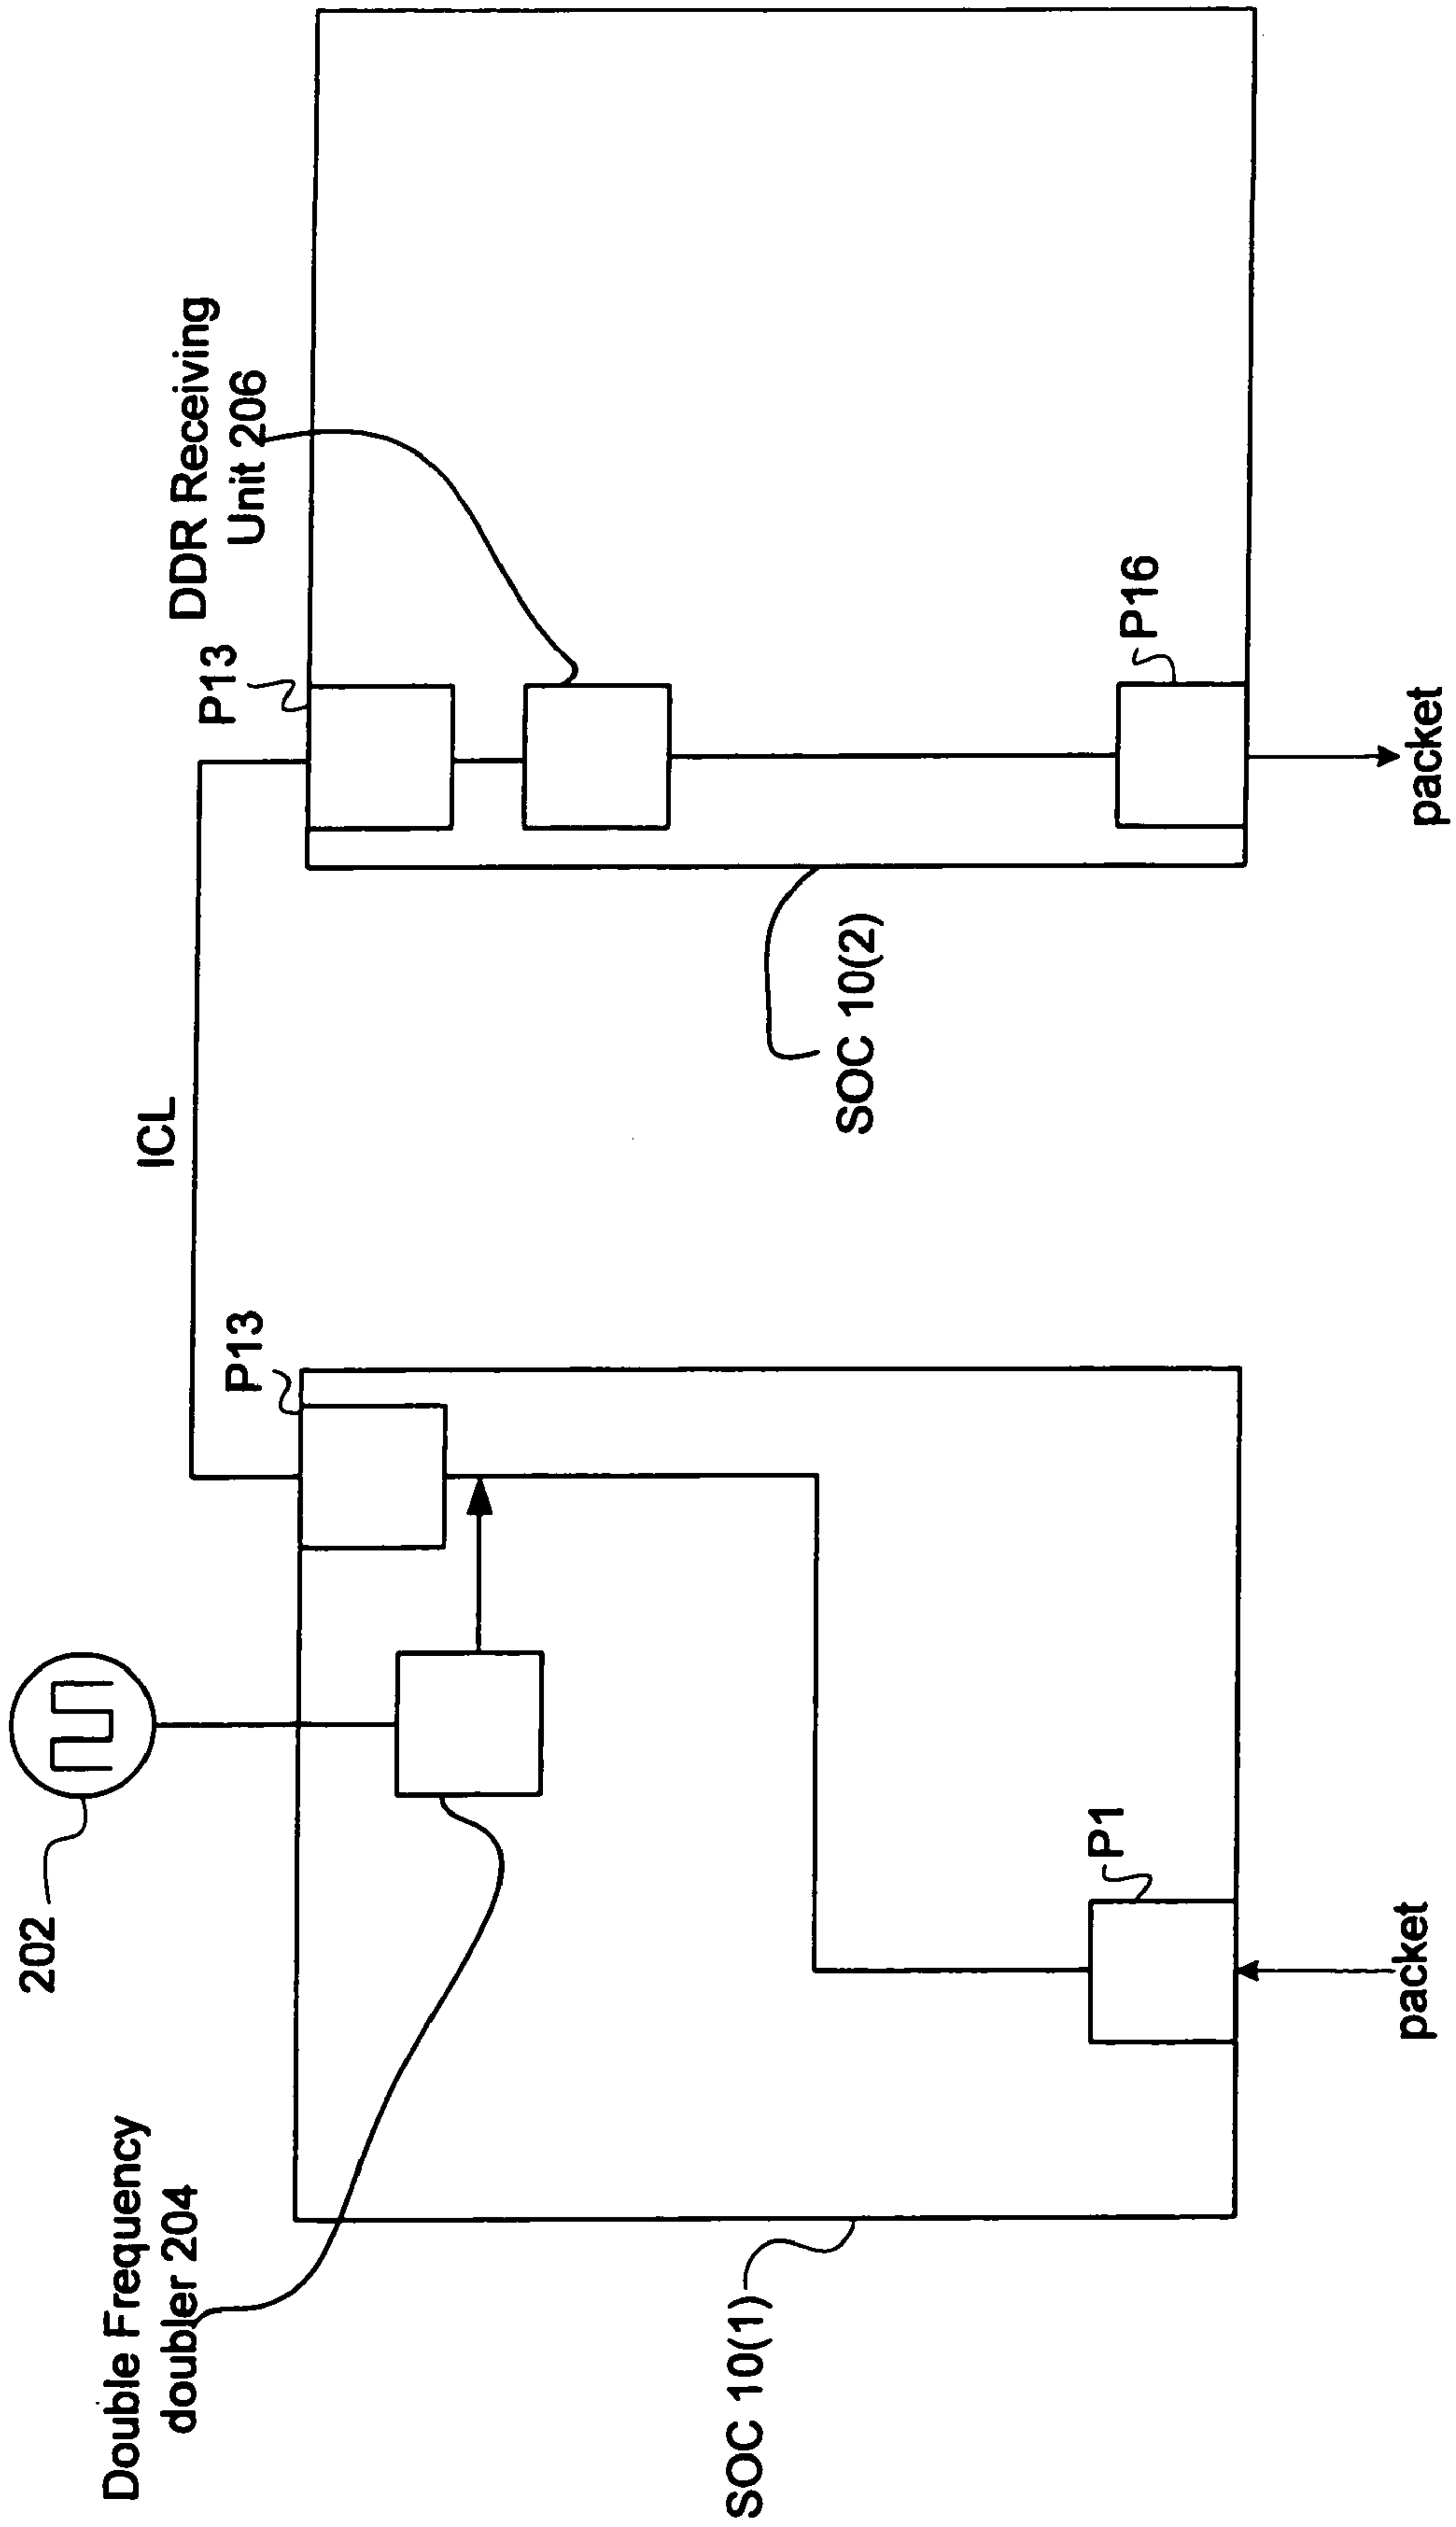 202
Double Frequency
doubler 204
P13
ICL
P13
DDR Receiving
Unit 206
SOC 10(1)
P1
packet
SOC 10(2)
P16
packet